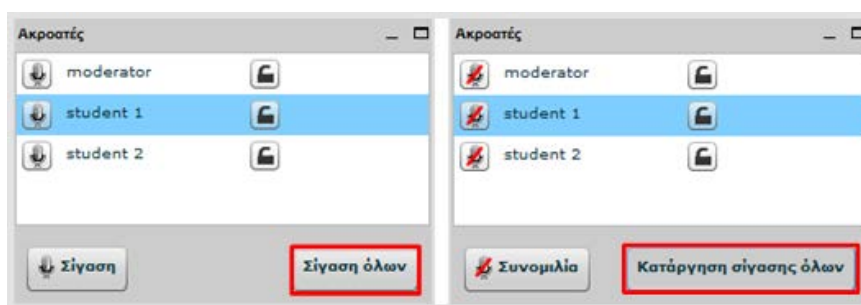 Ακροατές
moderator
student 1
student 2
Σίγαση
Σίγαση όλων
Ακροατές
moderator
student 1
student 2
Συνομιλία
Κατάργηση σίγασης όλων